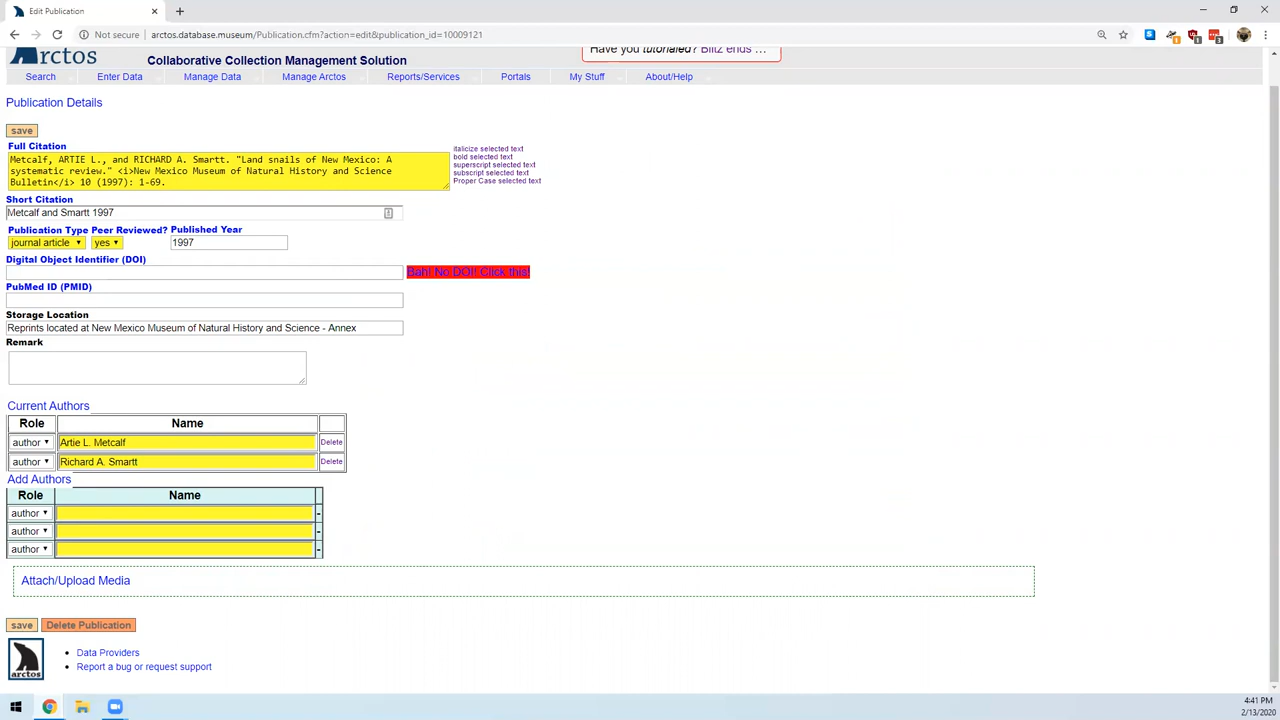 Edit Publication
Not secure | arctos.database.museum/Publication.cfm?action=edit&publication_id=10009121
Arctos
Collaborative Collection Management Solution
Have you tutorialed? Blitz ends …
Search Enter Data Manage Data Manage Arctos Reports/Services Portals My Stuff About/Help
Publication Details
save
Full Citation
Metcalf, ARTIE L., and RICHARD A. Smartt. "Land snails of New Mexico: A
systematic review." <i>New Mexico Museum of Natural History and Science
Bulletin</i> 10 (1997): 1-69.
italicize selected text
bold selected text
superscript selected text
subscript selected text
Proper Case selected text
Short Citation
Metcalf and Smartt 1997
Publication Type Peer Reviewed? Published Year
journal article yes 1997
Digital Object Identifier (DOI)
Bah! No DOI! Click this!
PubMed ID (PMID)
Storage Location
Reprints located at New Mexico Museum of Natural History and Science - Annex
Remark
Current Authors
Role Name
author Artie L. Metcalf Delete
author Richard A. Smartt Delete
Add Authors
Role Name
author -
author -
author -
Attach/Upload Media
save Delete Publication
arctos
Data Providers
Report a bug or request support
4:41 PM
2/13/2020